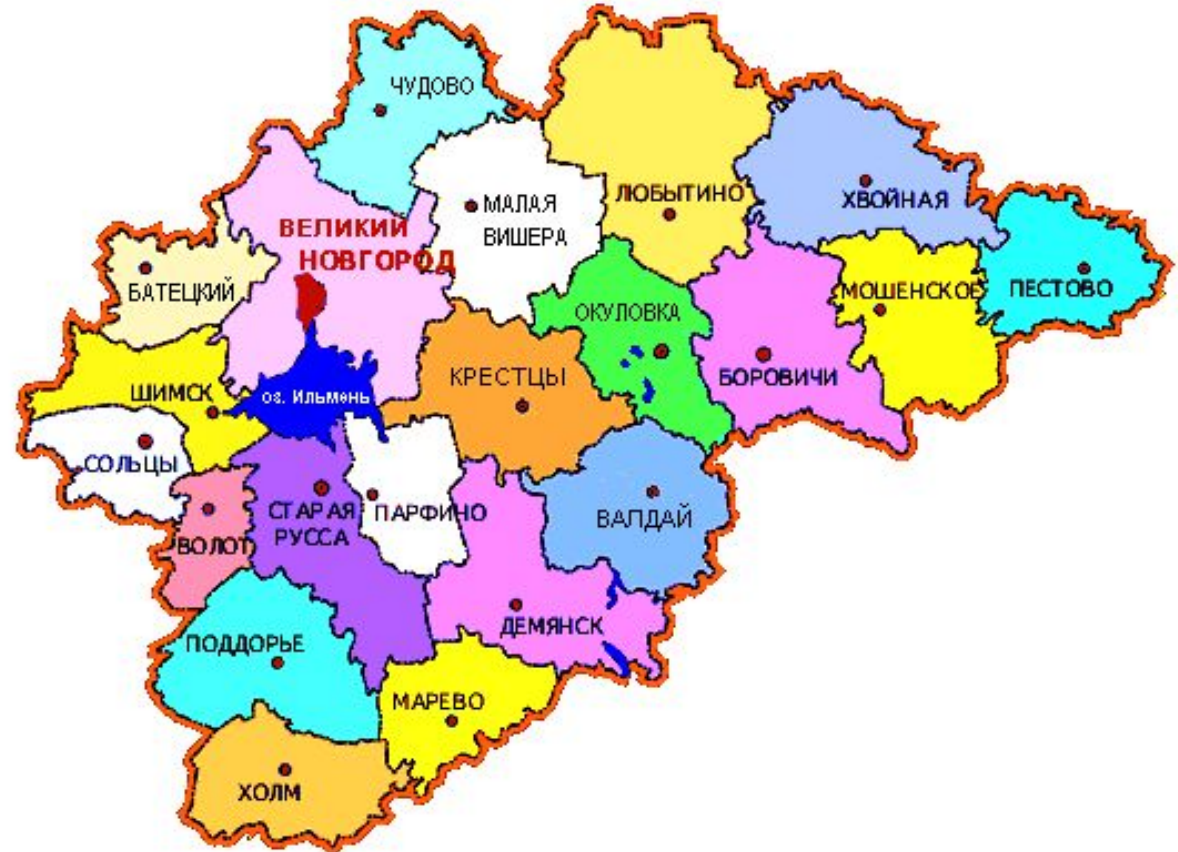 ЧУДОВО
МАЛАЯ
ВИШЕРА
ЛЮБЫТИНО
ХВОЙНАЯ
ВЕЛИКИЙ
НОВГОРОД
БАТЕЦКИЙ
МОШЕНСКОЕ
ПЕСТОВО
ОКУЛОВКА
БОРОВИЧИ
КРЕСТЦЫ
ШИМСК
оз. Ильмень
СОЛЬЦЫ
СТАРАЯ
РУССА
ПАРФИНО
ВАЛДАЙ
ВОЛОТ
ДЕМЯНСК
ПОДДОРЬЕ
МАРЕВО
ХОЛМ